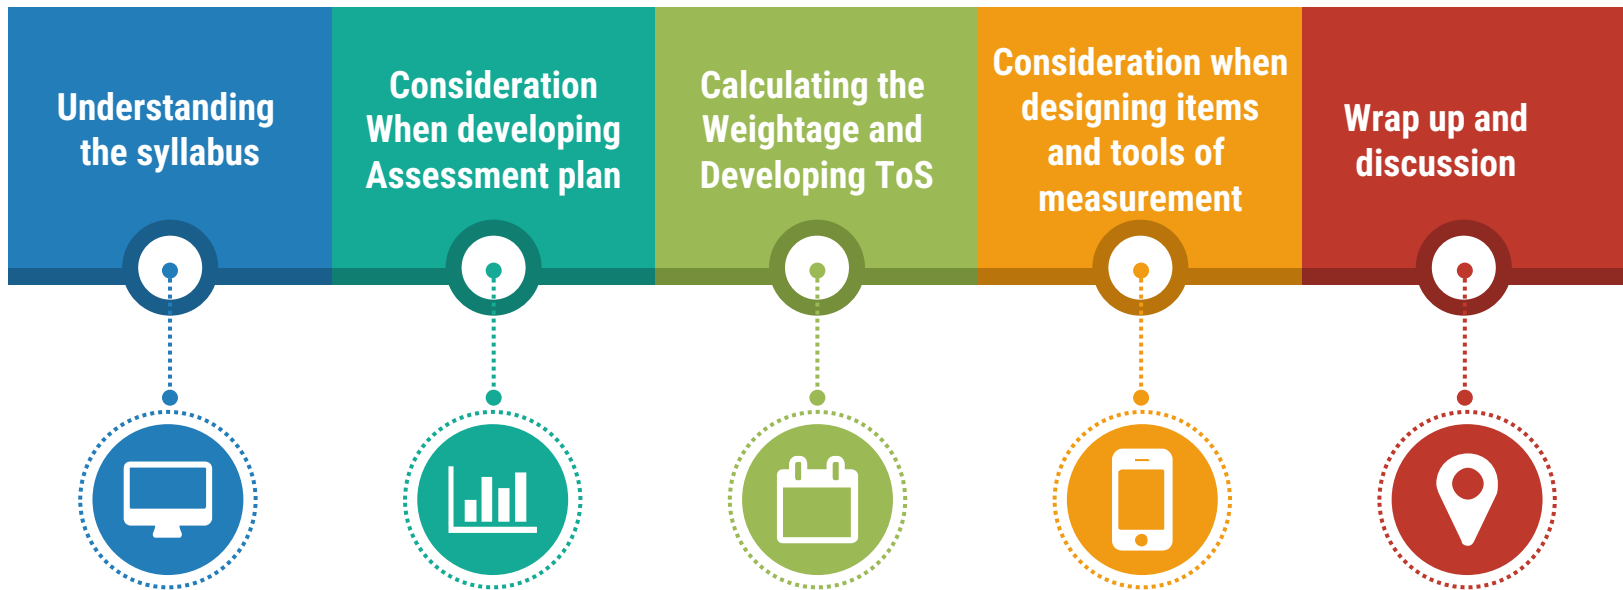 Understanding
the syllabus
Consideration
When developing
Assessment plan
Calculating the
Weightage and
Developing ToS
Consideration when
designing items
and tools of
measurement
Wrap up and
discussion